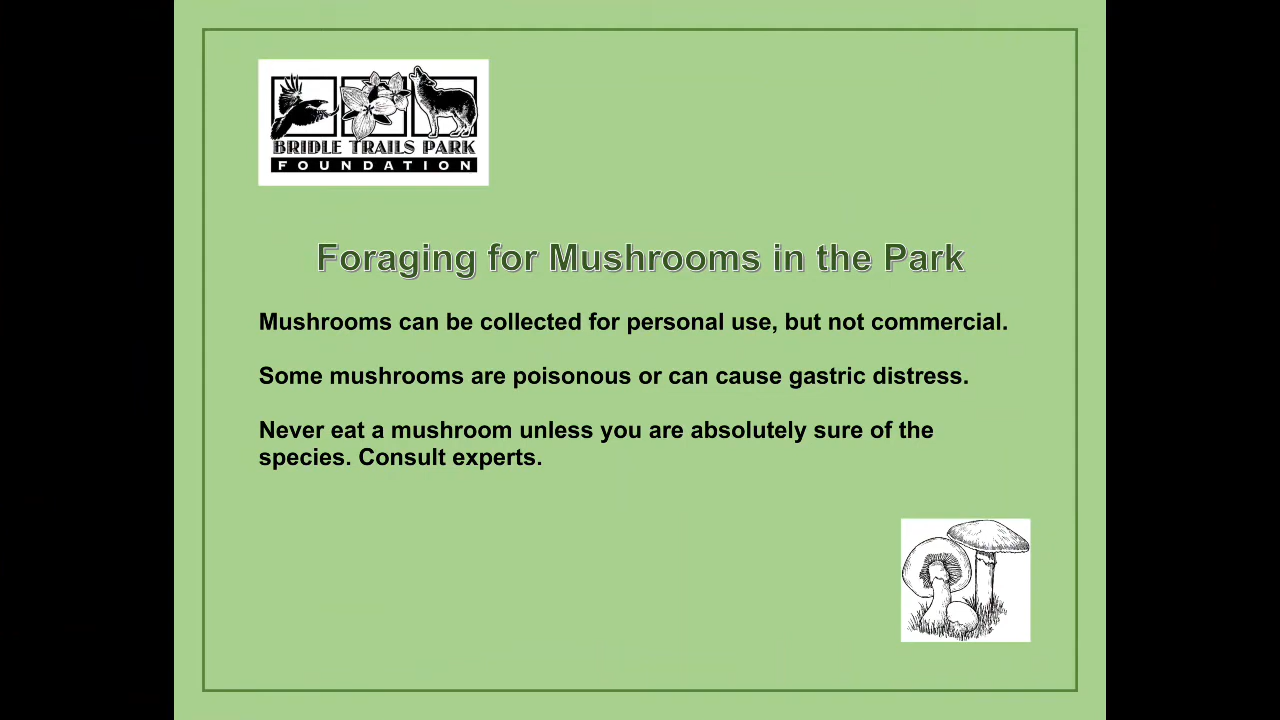 BRIDLE TRAILS PARK
FOUNDATION
Foraging for Mushrooms in the Park
Mushrooms can be collected for personal use, but not commercial.
Some mushrooms are poisonous or can cause gastric distress.
Never eat a mushroom unless you are absolutely sure of the
species. Consult experts.